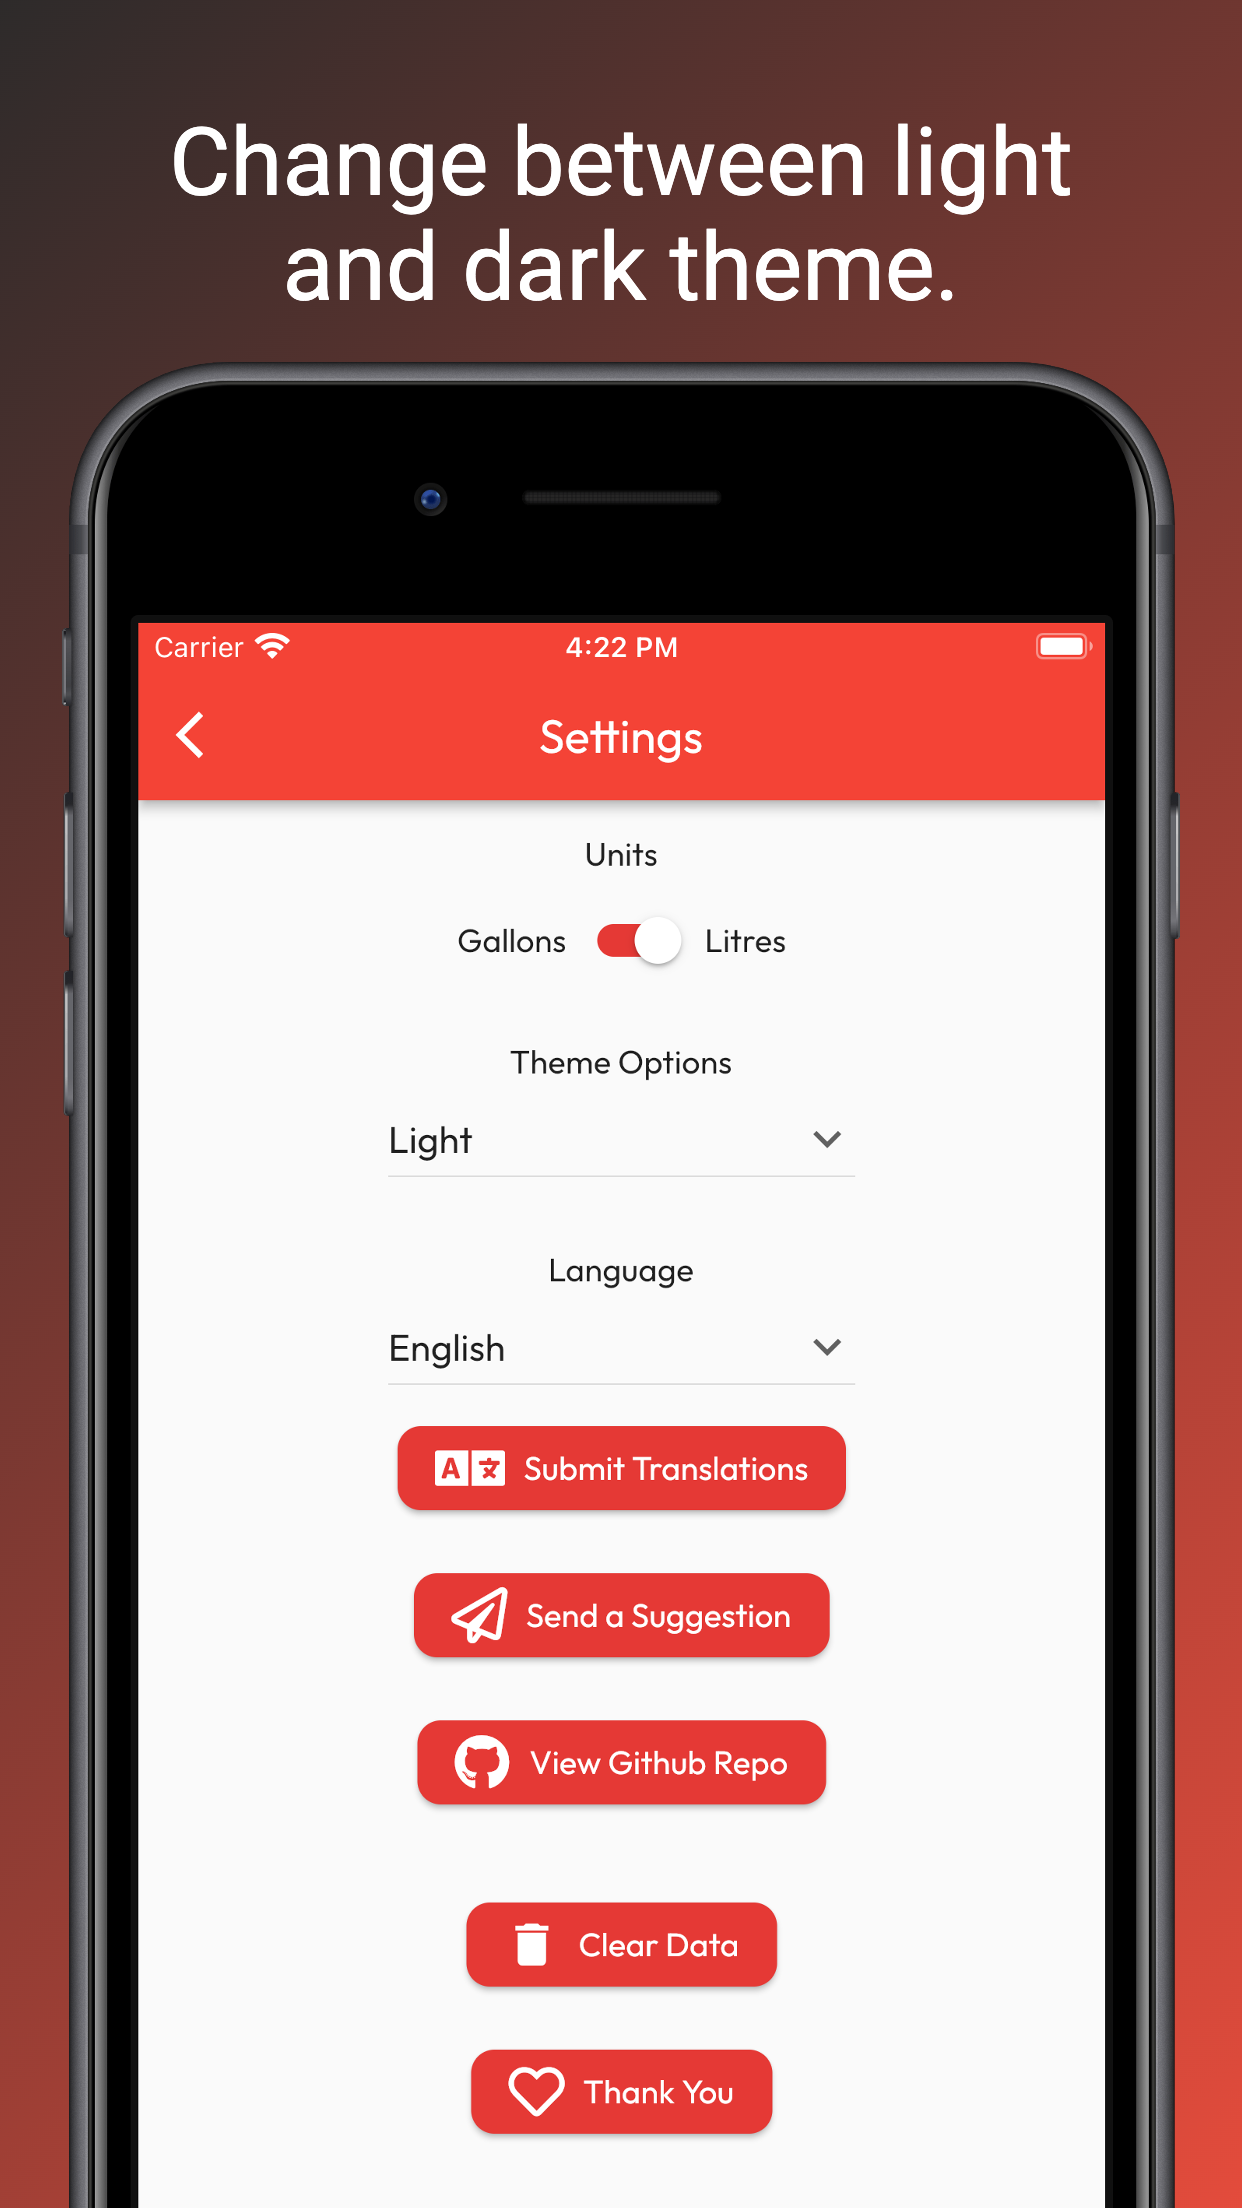 Change between light
and dark theme.
Carrier 4:22 PM
Settings
Units
Gallons Litres
Theme Options
Light
Language
English
A文 Submit Translations
Send a Suggestion
View Github Repo
Clear Data
Thank You